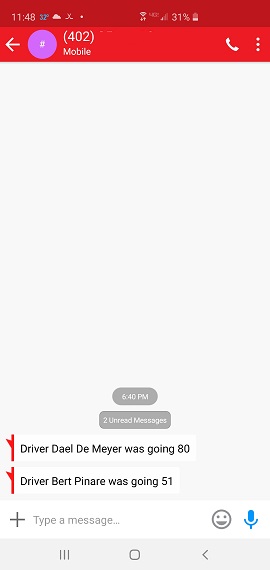 11:48 32° 31%
#
(402)
Mobile
6:40 PM
2 Unread Messages
Driver Dael De Meyer was going 80
Driver Bert Pinare was going 51
Type a message...